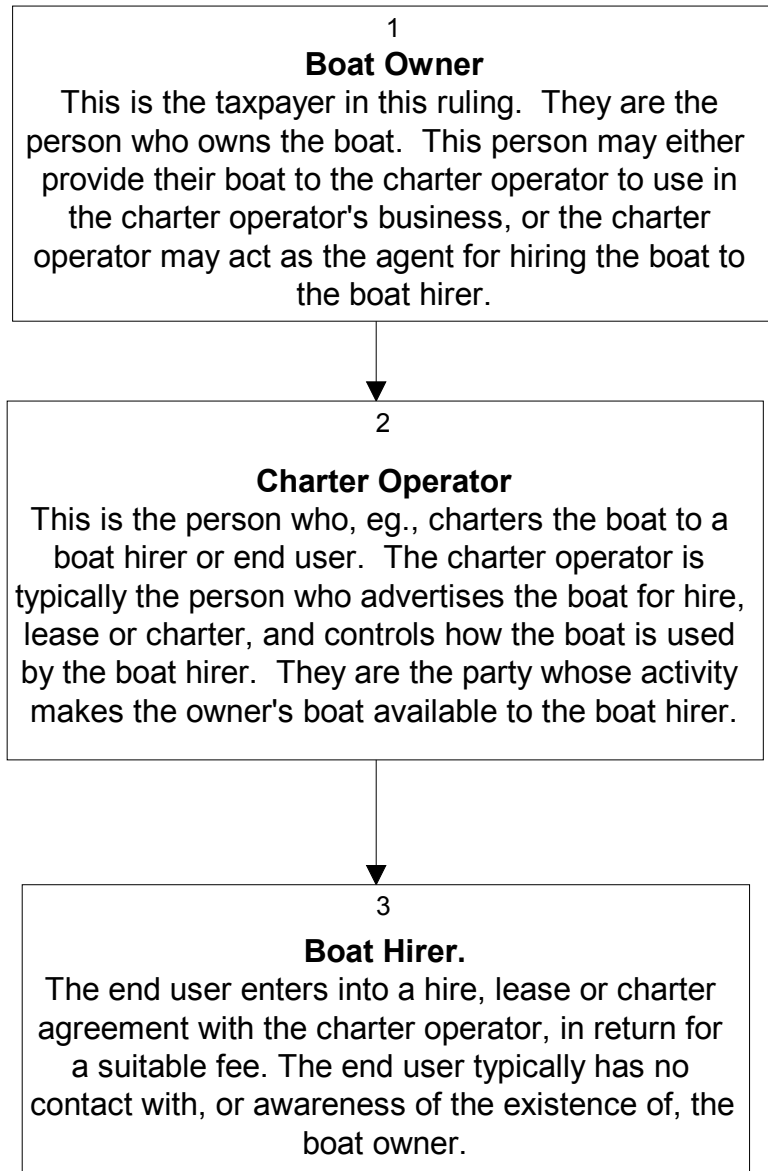 1
Boat Owner
This is the taxpayer in this ruling.  They are the
person who owns the boat.  This person may either
provide their boat to the charter operator to use in
the charter operator's business, or the charter
operator may act as the agent for hiring the boat to
the boat hirer.
2
Charter Operator
This is the person who, eg., charters the boat to a
boat hirer or end user.  The charter operator is
typically the person who advertises the boat for hire,
lease or charter, and controls how the boat is used
by the boat hirer.  They are the party whose activity
makes the owner's boat available to the boat hirer.
3
Boat Hirer.
The end user enters into a hire, lease or charter
agreement with the charter operator, in return for
a suitable fee. The end user typically has no
contact with, or awareness of the existence of, the
boat owner.